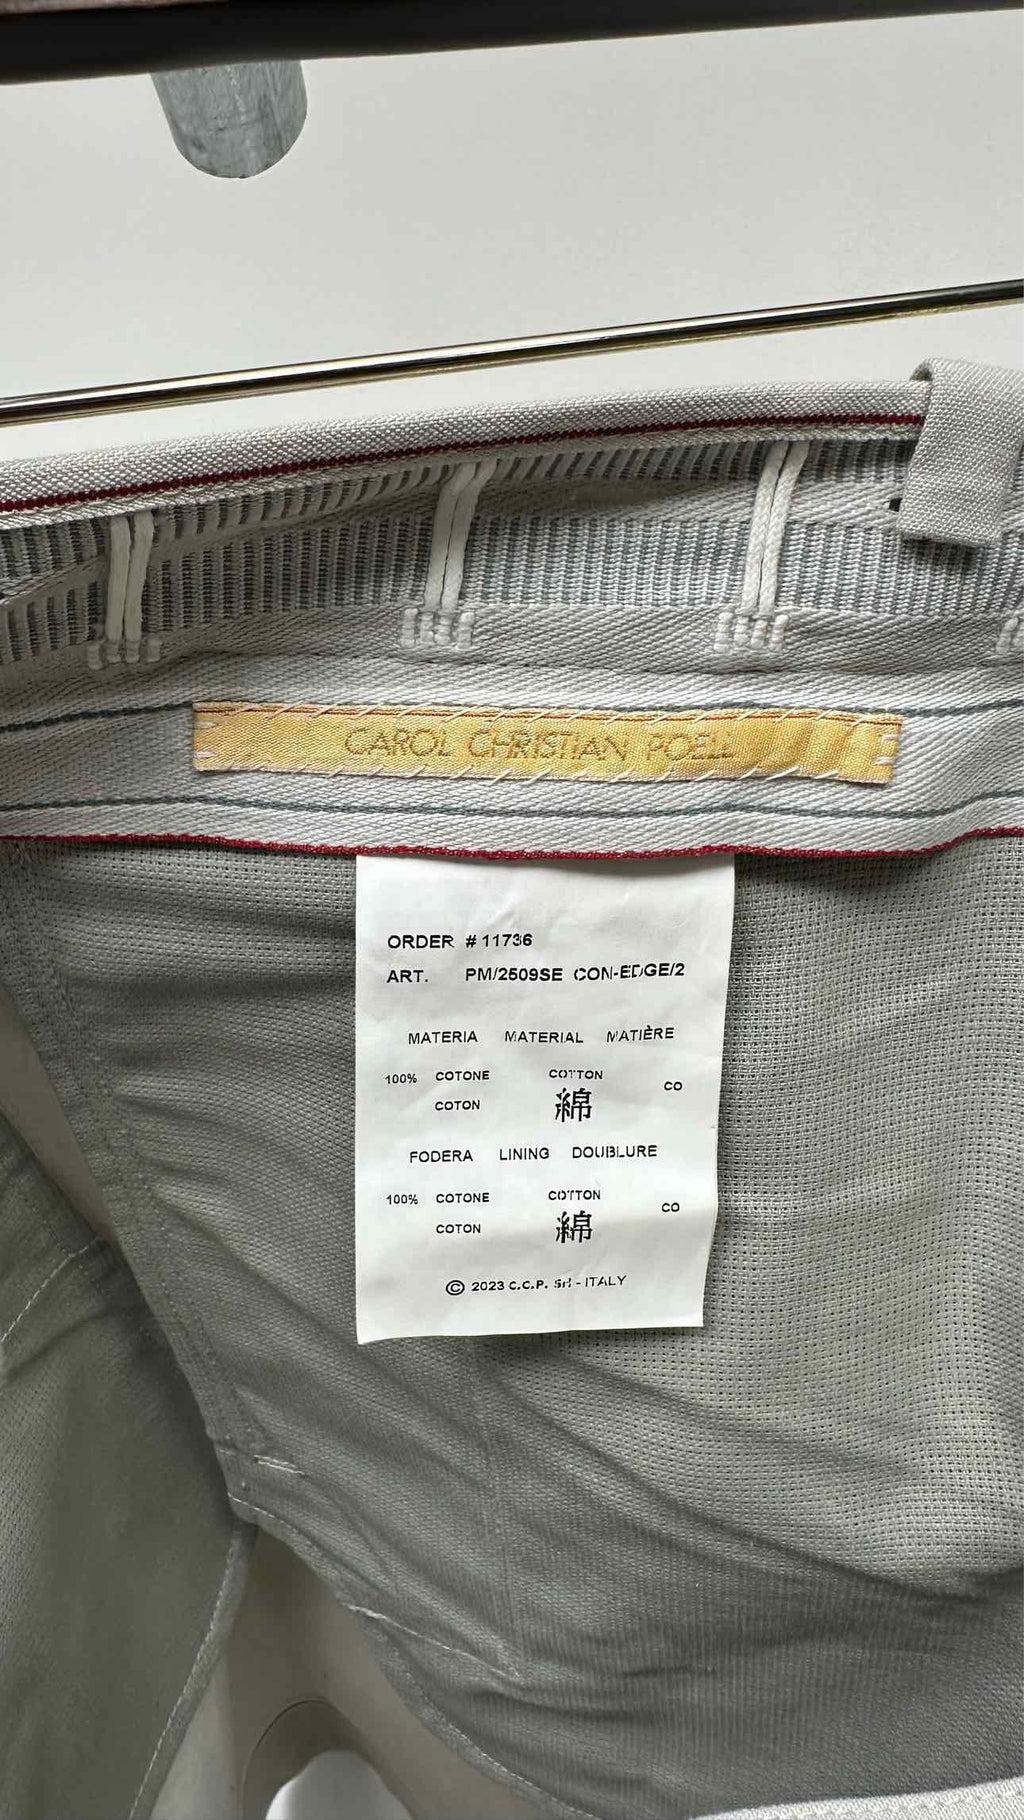 CAROL CHRISTIAN POELL
ORDER # 11736
ART. PM/2509SE CON-EDGE/2
MATERIA MATERIAL MATIÈRE
100% COTONE COTTON CO
COTON 綿
FODERA LINING DOUBLURE
100% COTONE COTTON CO
COTON 綿
© 2023 C.C.P. Srl - ITALY